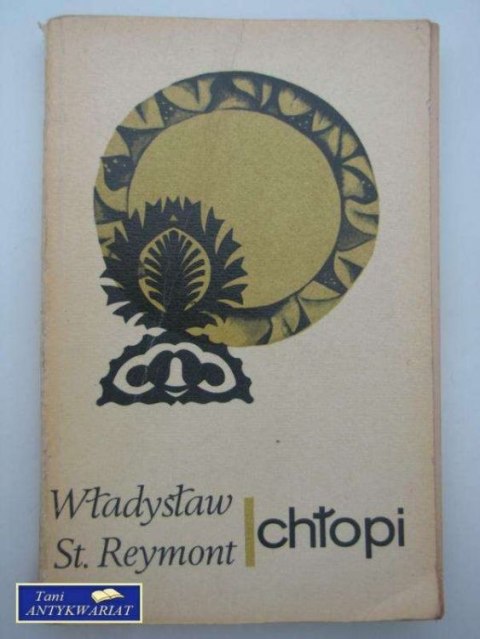 Władysław
St. Reymont
chłopi
Tani
ANTYKWARIAT